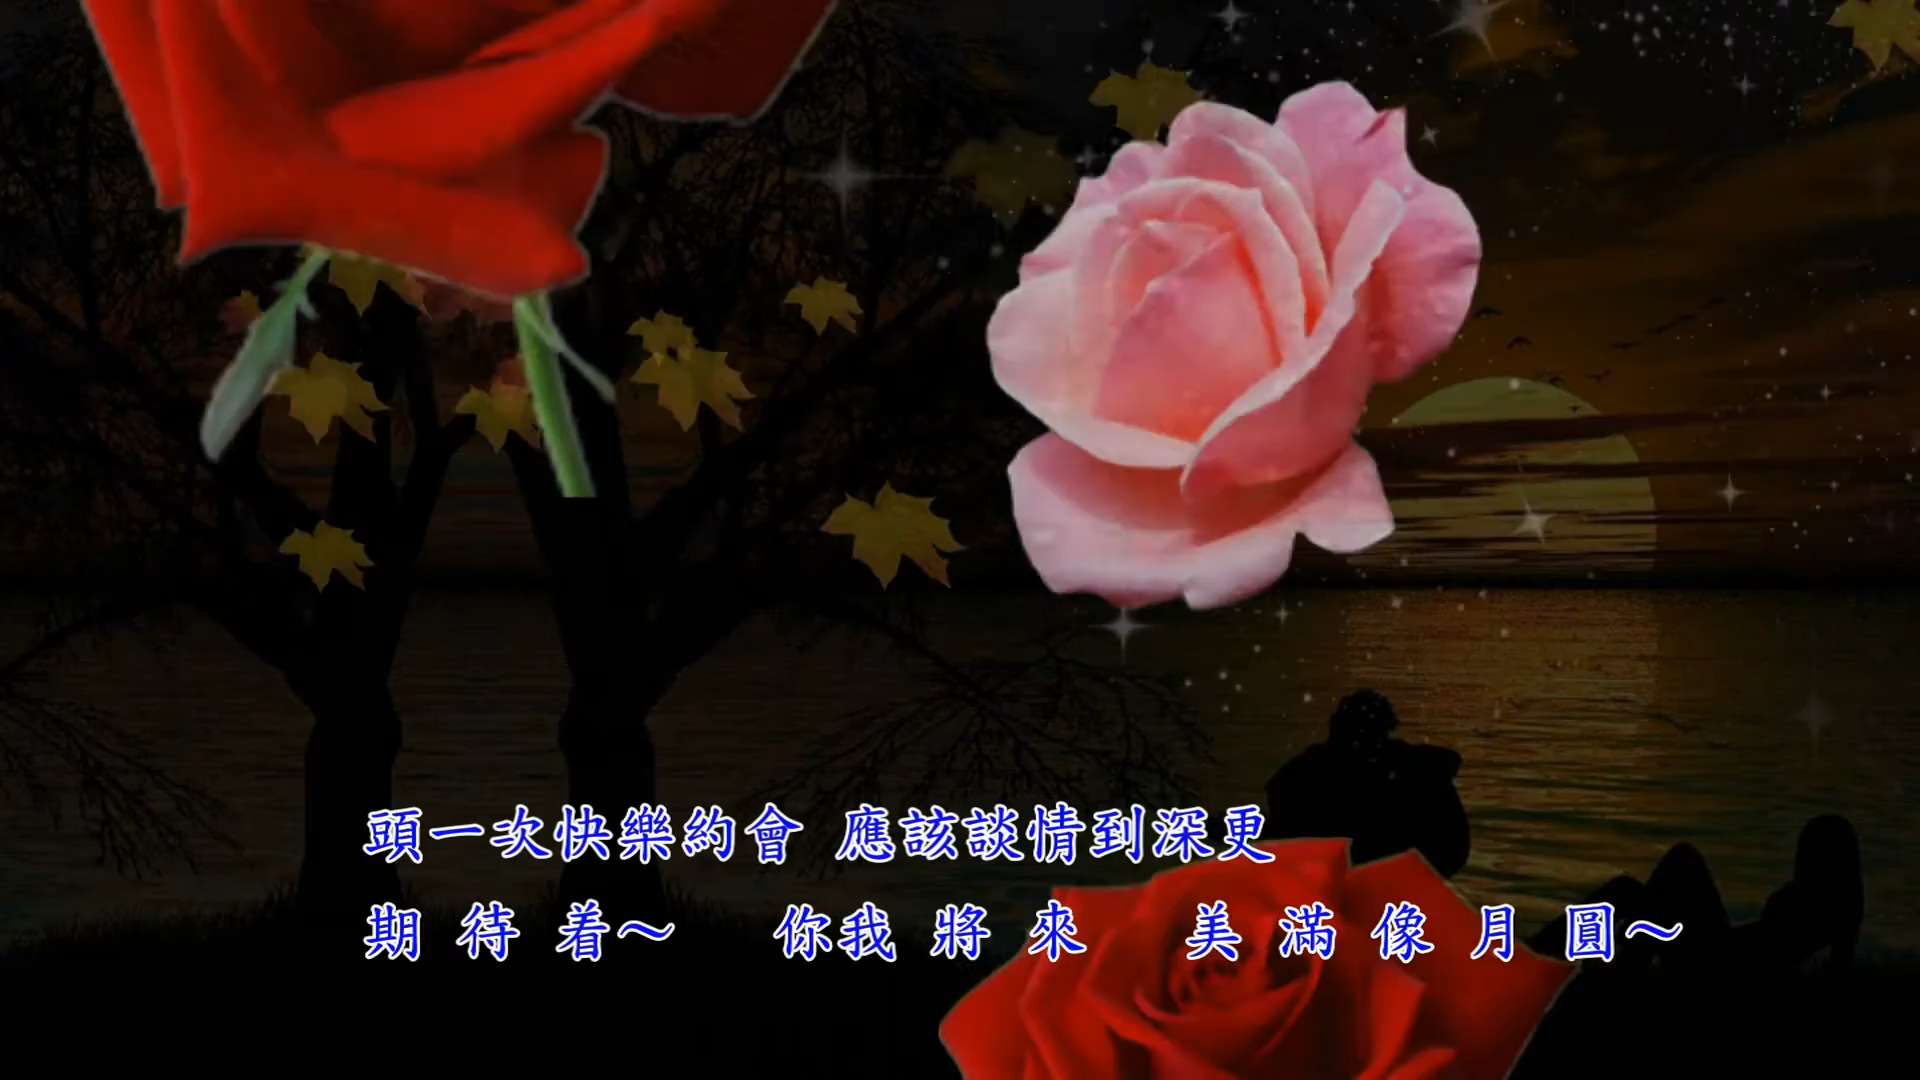 頭一次快樂約會 應該談情到深更
期 待 着～ 你我 將 來 美 滿 像 月 圓～